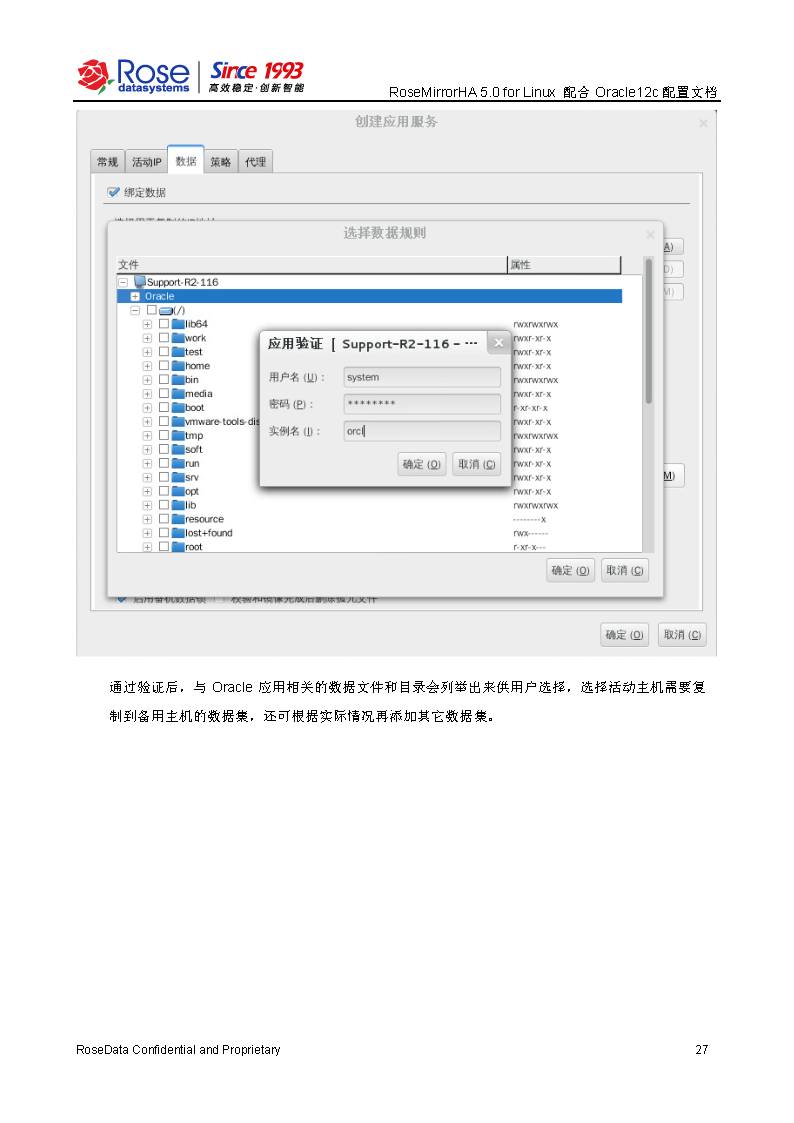 Rose
datasystems
Since 1993
高效稳定·创新智能
RoseMirrorHA 5.0 for Linux 配合 Oracle12c 配置文档
创建应用服务
常规 活动IP 数据 策略 代理
绑定数据
选择数据规则
文件 属性
Support-R2-116
Oracle
(/)
lib64 rwxrwxrwx
work rwxr-xr-x
test rwxr-xr-x
home rwxr-xr-x
bin rwxrwxrwx
media rwxr-xr-x
boot r-xr-xr-x
vmware-tools-dis rwxr-xr-x
tmp rwxrwxrwx
soft rwxr-xr-x
run rwxr-xr-x
srv rwxr-xr-x
opt rwxr-xr-x
lib rwxrwxrwx
resource --------x
lost+found rwx------
root r-xr-x---
应用验证 [ Support-R2-116 - ···
用户名 (U)： system
密码 (P)： ********
实例名 (I)： orcl
确定 (O) 取消 (C)
A)
D)
M)
M)
确定 (O) 取消 (C)
启用备机数据锁 校验和镜像完成后删除孤儿文件
确定 (O) 取消 (C)
通过验证后，与 Oracle 应用相关的数据文件和目录会列举出来供用户选择，选择活动主机需要复
制到备用主机的数据集，还可根据实际情况再添加其它数据集。
RoseData Confidential and Proprietary 27